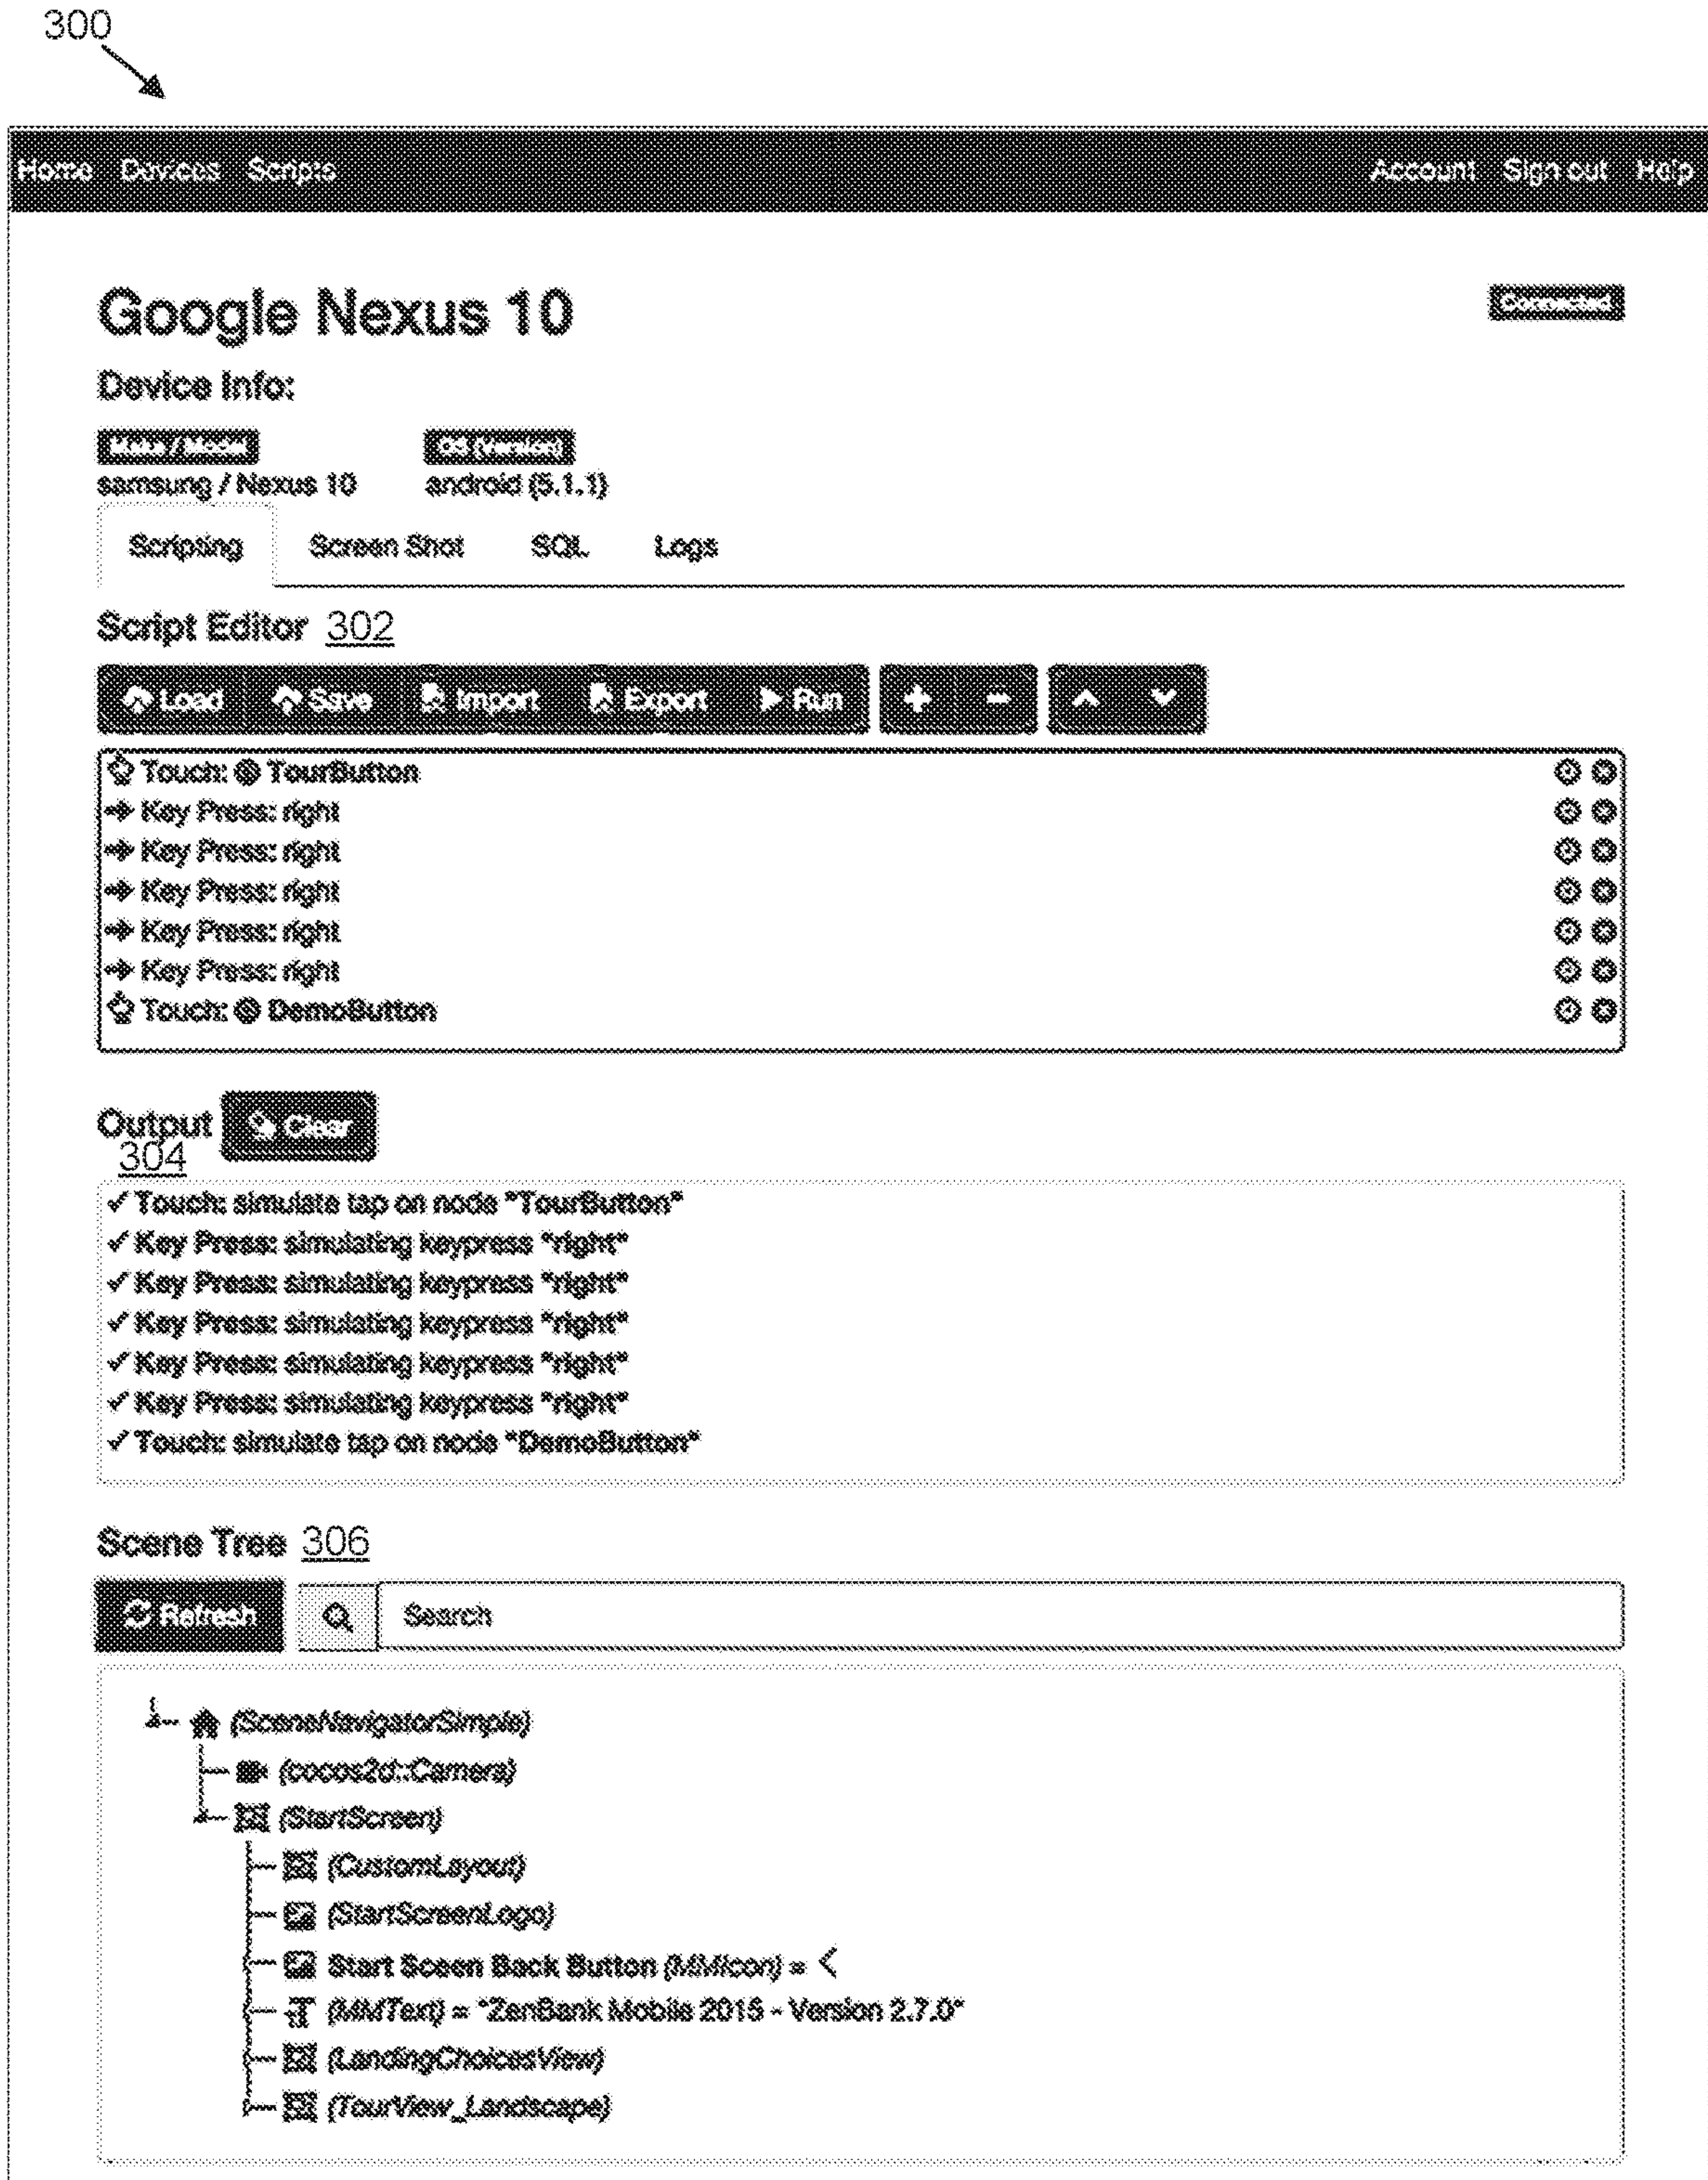 300
Home Devices Scripts Account Sign out Help
Google Nexus 10 Connected
Device Info:
Make / Model OS (Version)
samsung / Nexus 10 android (5.1.1)
Scripting Screen Shot SQL Logs
Script Editor 302
Load Save Import Export Run + -
Touch: TourButton
Key Press: right
Key Press: right
Key Press: right
Key Press: right
Key Press: right
Touch: DemoButton
Output Clear
304
✓ Touch: simulate tap on node "TourButton"
✓ Key Press: simulating keypress "right"
✓ Key Press: simulating keypress "right"
✓ Key Press: simulating keypress "right"
✓ Key Press: simulating keypress "right"
✓ Key Press: simulating keypress "right"
✓ Touch: simulate tap on node "DemoButton"
Scene Tree 306
Refresh Search
(SceneNavigatorSimple)
(cocos2d::Camera)
(StartScreen)
(CustomLayout)
(StartScreenLogo)
Start Sceen Back Button (MMIcon) = <
(MMText) = "ZenBank Mobile 2015 - Version 2.7.0"
(LandingChoicesView)
(TourView_Landscape)